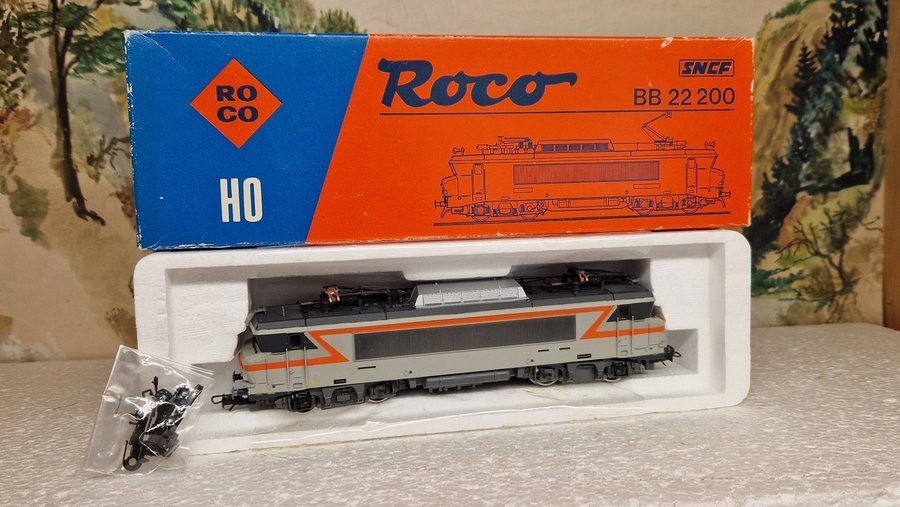 RO
CO
HO
Roco
SNCF
BB 22 200